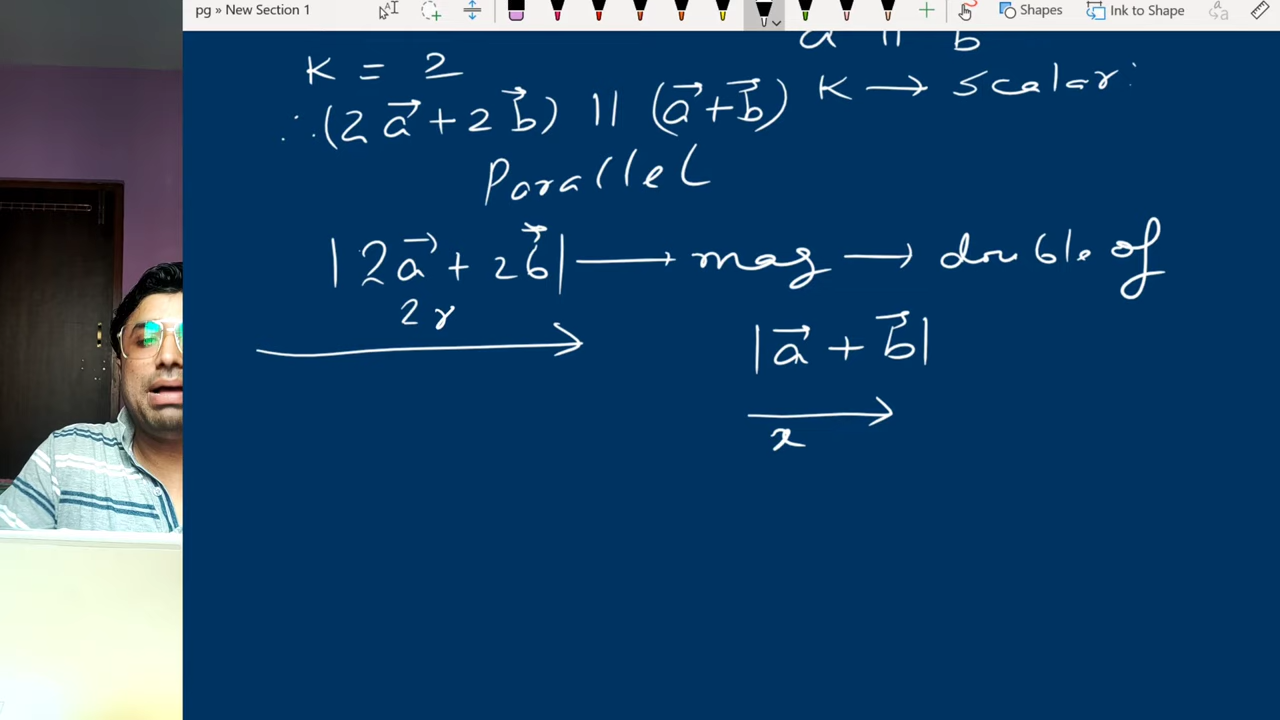 pg » New Section 1 Shapes Ink to Shape
a⃗ || b⃗
K = 2
K → scalar
∴ (2a⃗ + 2b⃗) || (a⃗ + b⃗)
Parallel
|2a⃗ + 2b⃗| → mag → double of
2x
|a⃗ + b⃗|
x